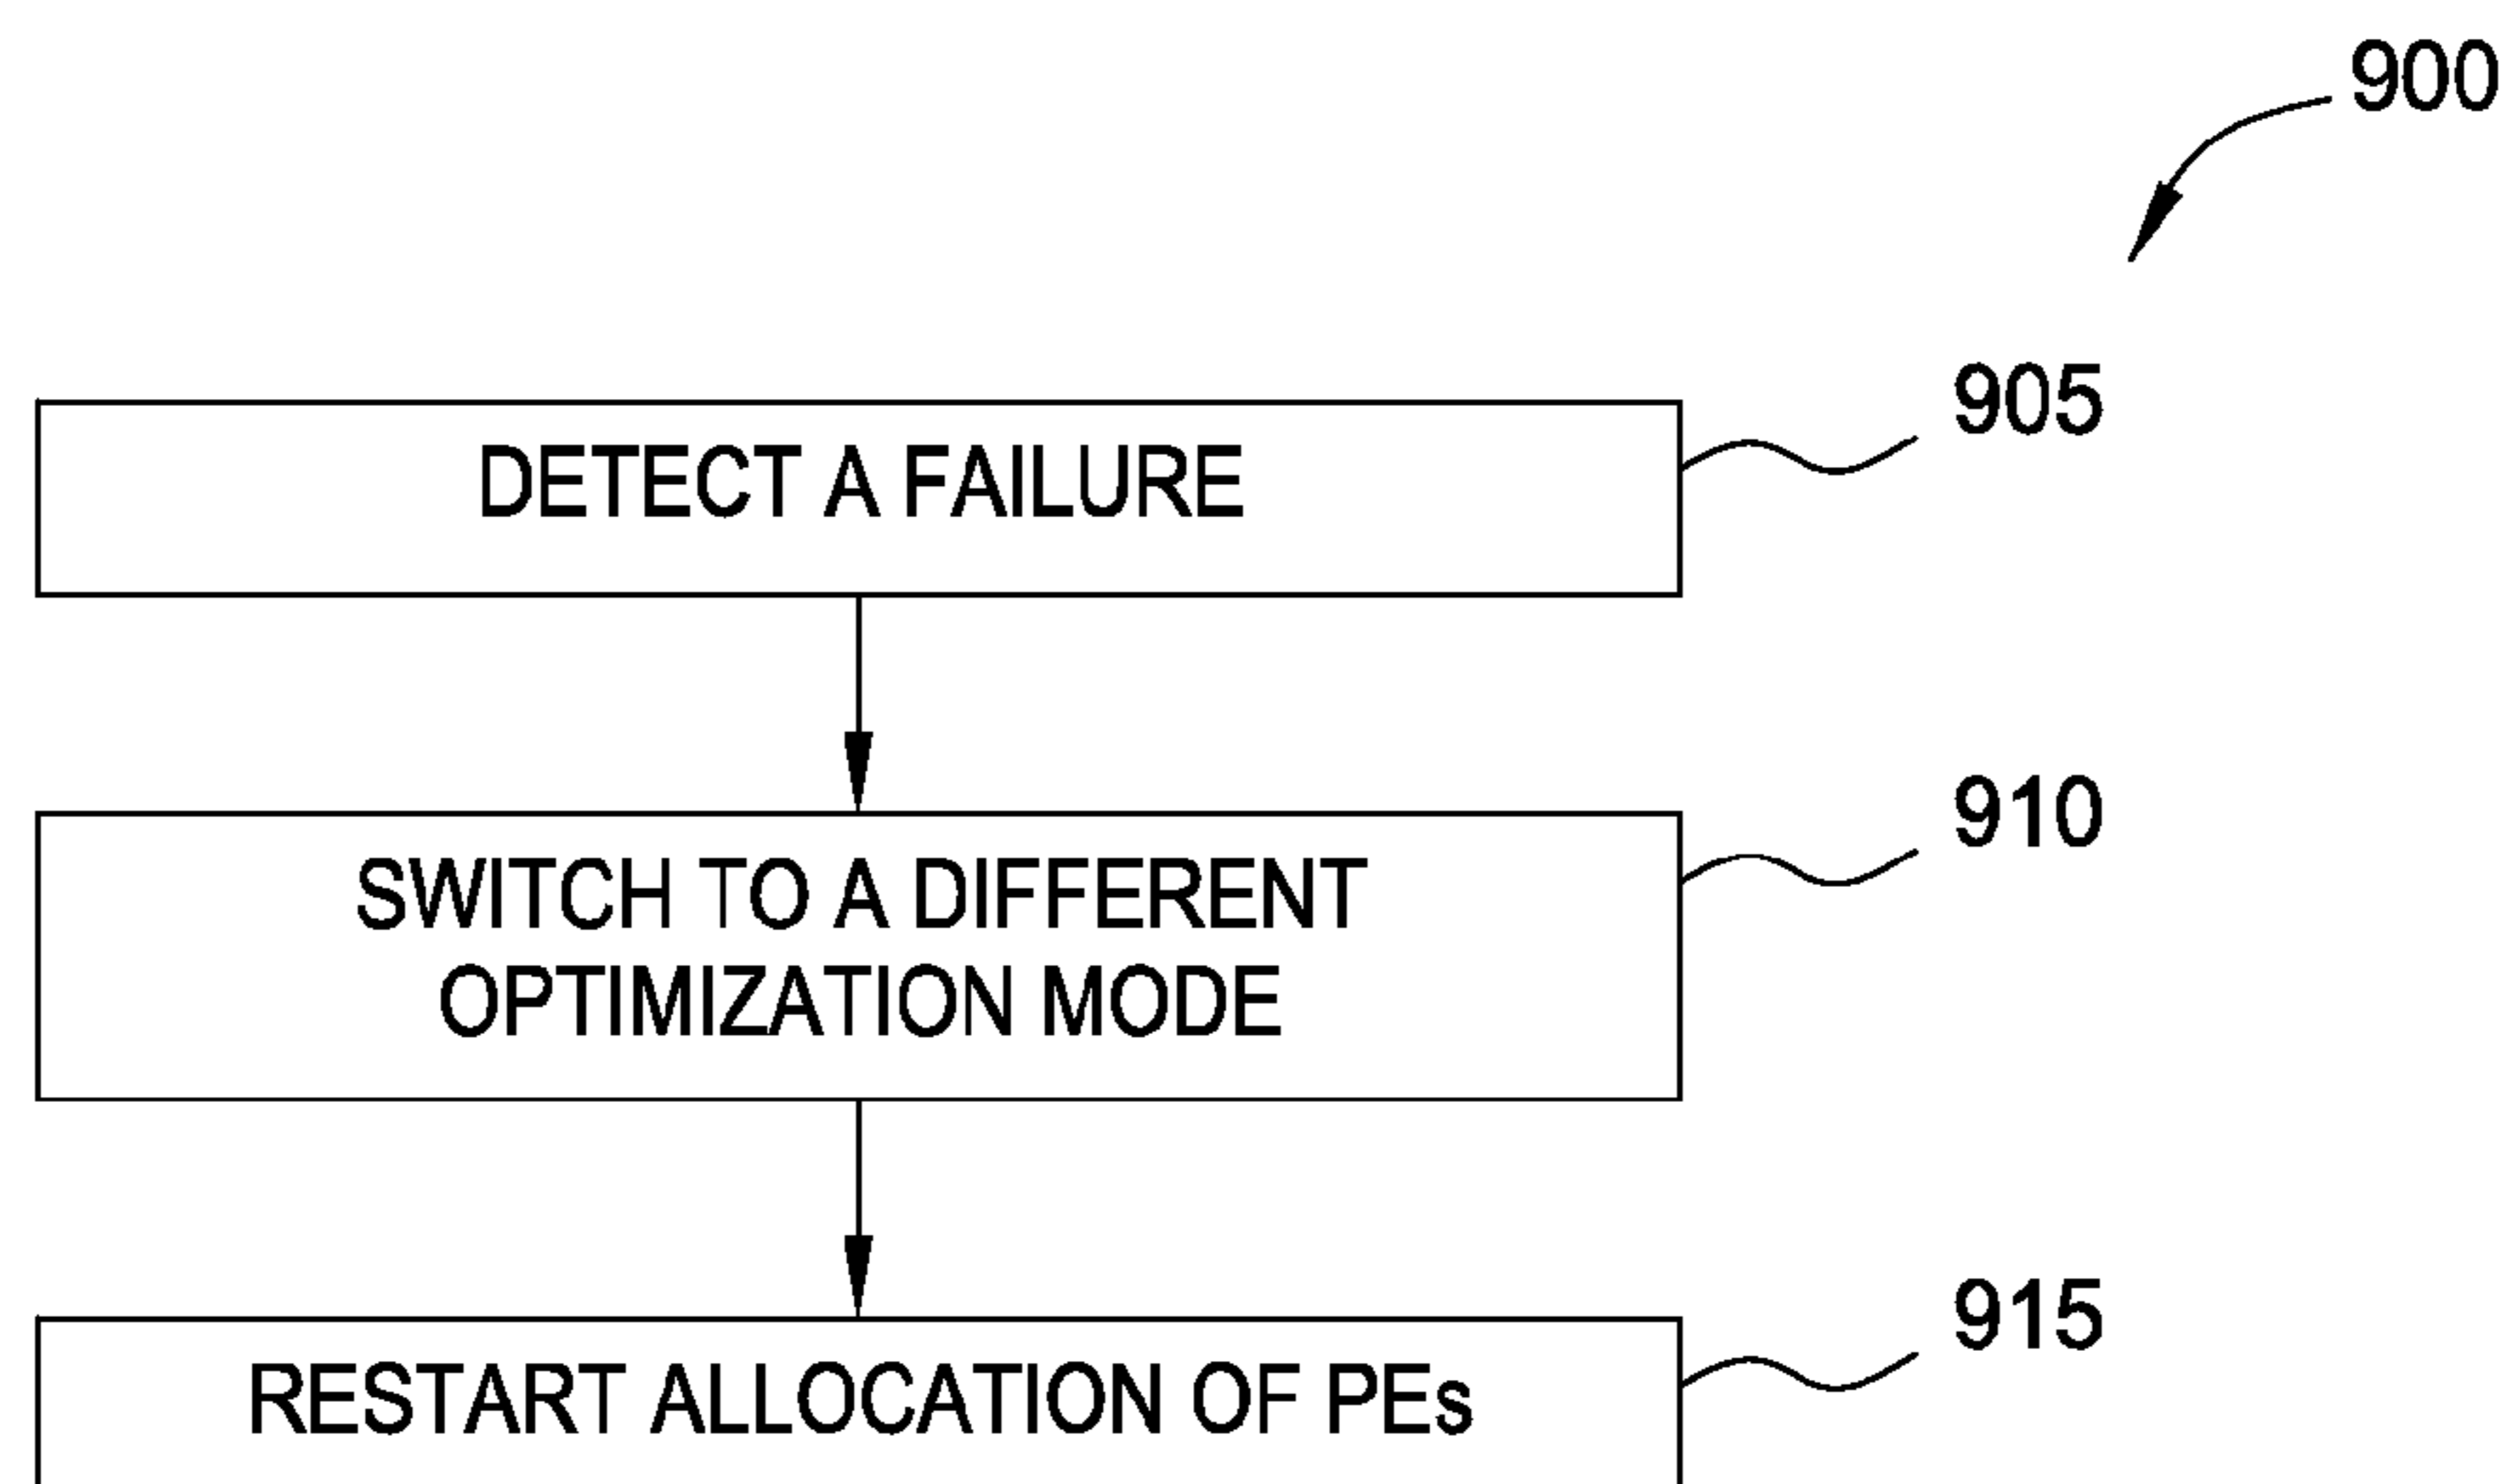 900
905
DETECT A FAILURE
910
SWITCH TO A DIFFERENT
OPTIMIZATION MODE
915
RESTART ALLOCATION OF PEs